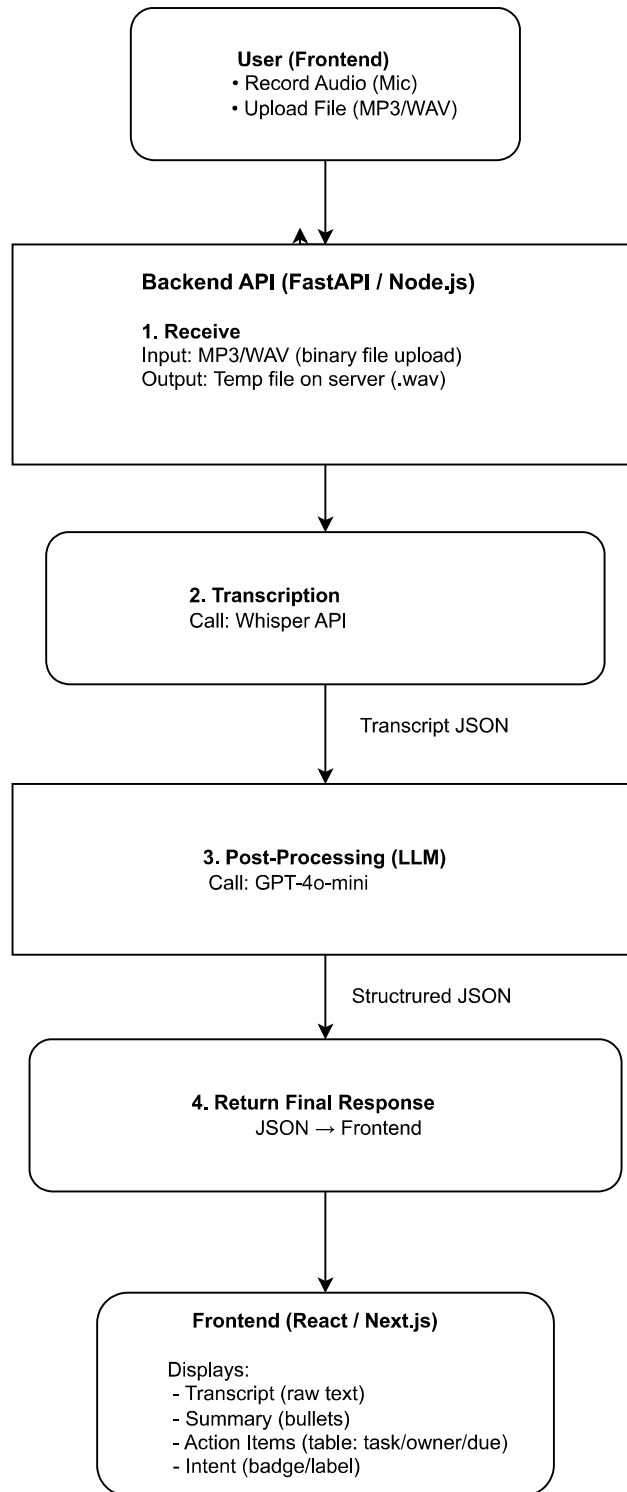 User (Frontend)
• Record Audio (Mic)
• Upload File (MP3/WAV)
Backend API (FastAPI / Node.js)
1. Receive
Input: MP3/WAV (binary file upload)
Output: Temp file on server (.wav)
2. Transcription
Call: Whisper API
Transcript JSON
3. Post-Processing (LLM)
Call: GPT-4o-mini
Structrured JSON
4. Return Final Response
JSON → Frontend
Frontend (React / Next.js)
Displays:
- Transcript (raw text)
- Summary (bullets)
- Action Items (table: task/owner/due)
- Intent (badge/label)